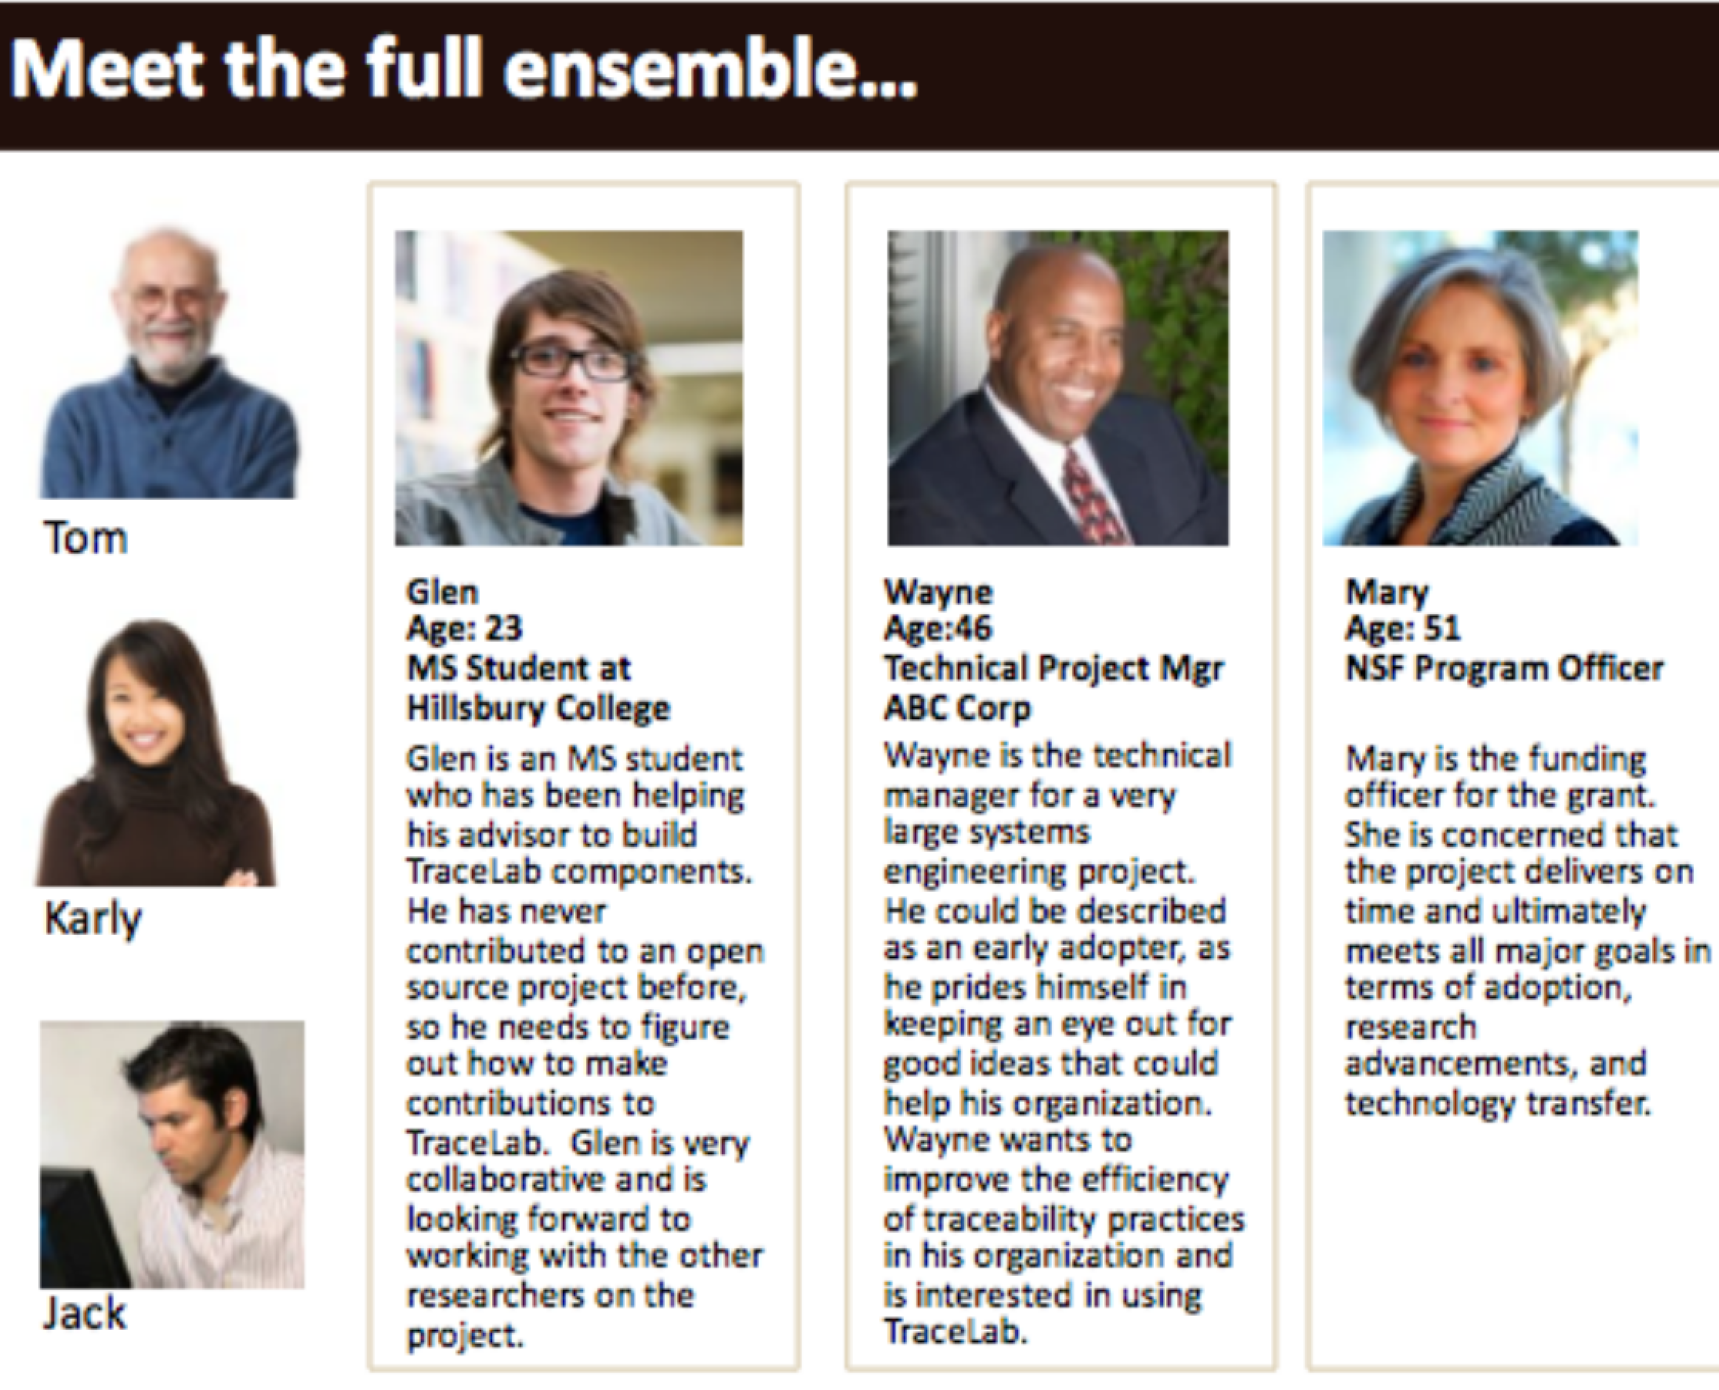 Meet the full ensemble...
Tom
Karly
Jack
Glen
Age: 23
MS Student at
Hillsbury College
Glen is an MS student
who has been helping
his advisor to build
TraceLab components.
He has never
contributed to an open
source project before,
so he needs to figure
out how to make
contributions to
TraceLab.  Glen is very
collaborative and is
looking forward to
working with the other
researchers on the
project.
Wayne
Age:46
Technical Project Mgr
ABC Corp
Wayne is the technical
manager for a very
large systems
engineering project.
He could be described
as an early adopter, as
he prides himself in
keeping an eye out for
good ideas that could
help his organization.
Wayne wants to
improve the efficiency
of traceability practices
in his organization and
is interested in using
TraceLab.
Mary
Age: 51
NSF Program Officer
Mary is the funding
officer for the grant.
She is concerned that
the project delivers on
time and ultimately
meets all major goals in
terms of adoption,
research
advancements, and
technology transfer.